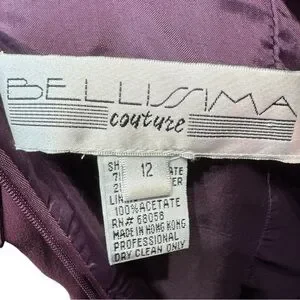 BELLISSIMA
couture
12
100% ACETATE
RN# 68058
MADE IN HONG KONG
PROFESSIONAL
DRY CLEAN ONLY